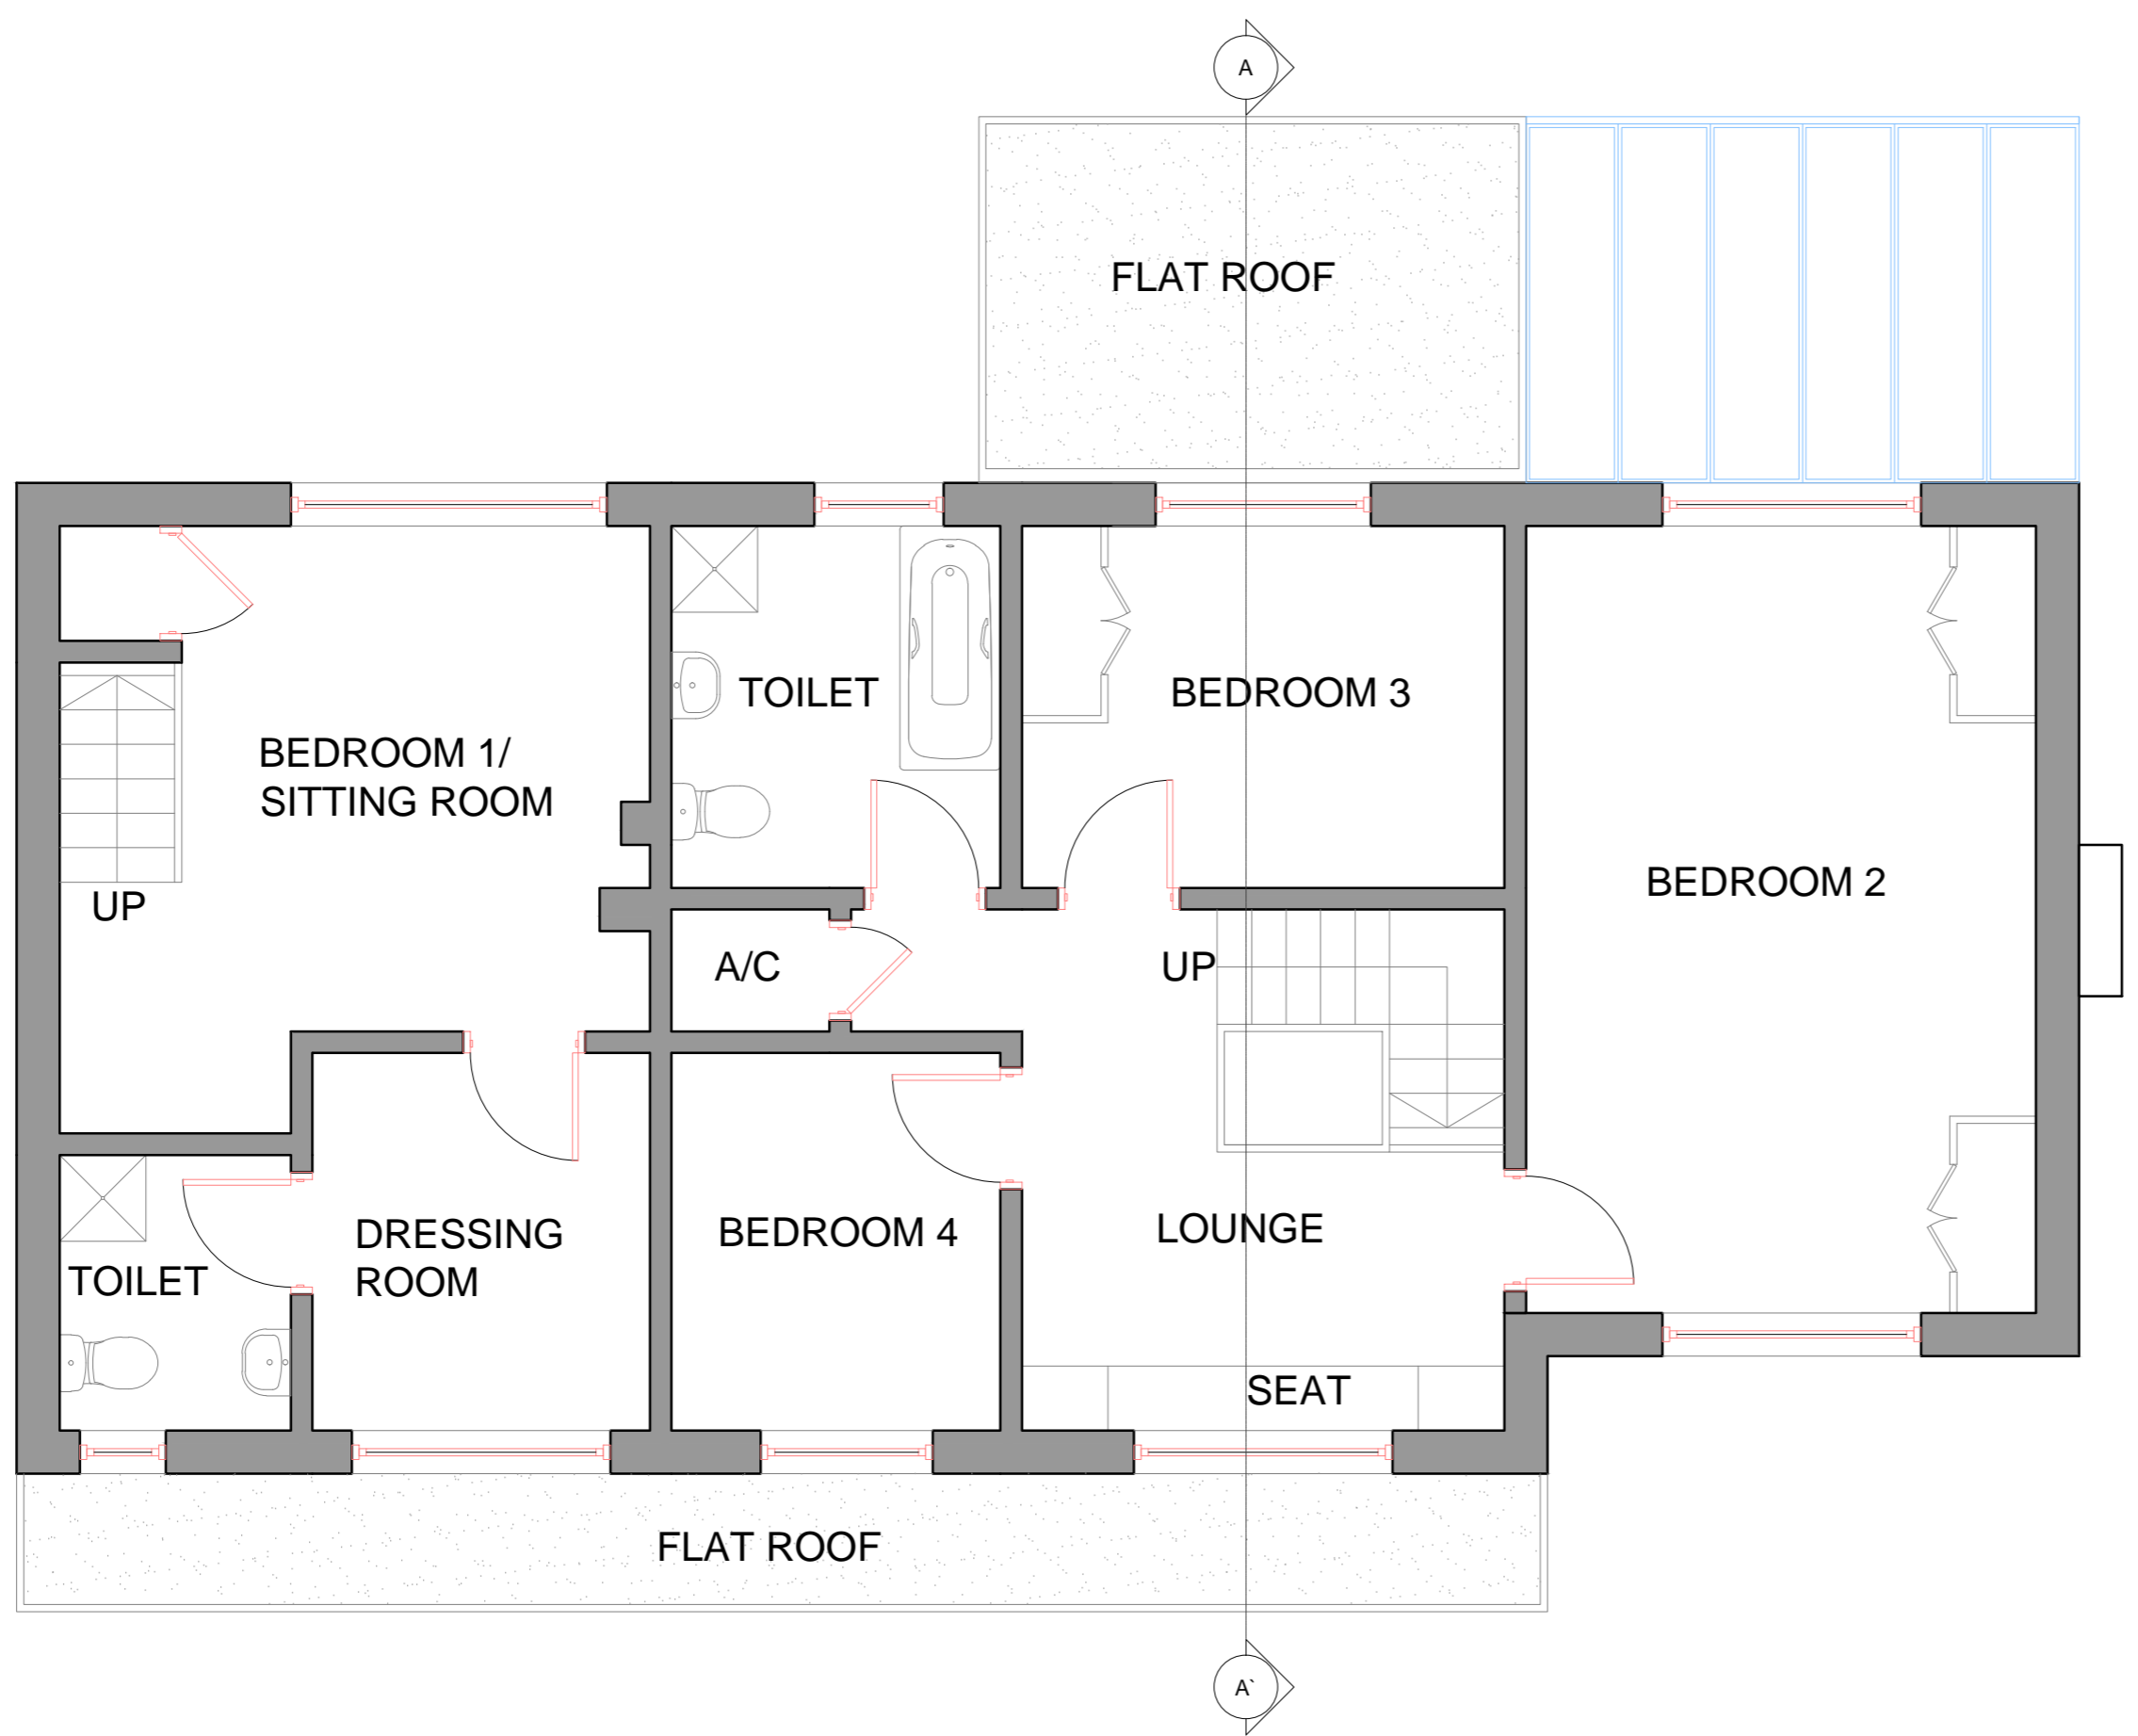 A
FLAT ROOF
TOILET
BEDROOM 3
BEDROOM 1/
SITTING ROOM
BEDROOM 2
UP
A/C
UP
DRESSING
ROOM
BEDROOM 4
LOUNGE
TOILET
SEAT
FLAT ROOF
A`